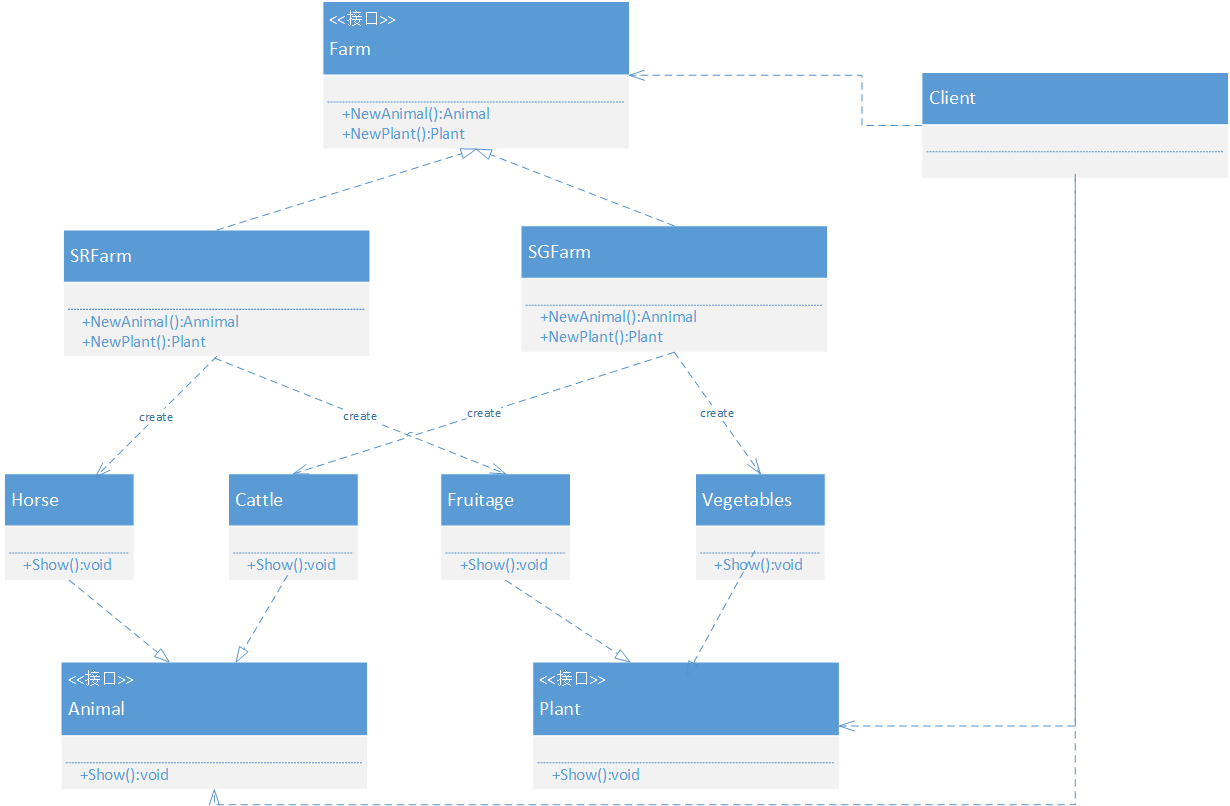 <<接口>>
Farm
+NewAnimal():Animal
+NewPlant():Plant
Client
SRFarm
+NewAnimal():Annimal
+NewPlant():Plant
SGFarm
+NewAnimal():Annimal
+NewPlant():Plant
create
create
create
create
Horse
+Show():void
Cattle
+Show():void
Fruitage
+Show():void
Vegetables
+Show():void
<<接口>>
Animal
+Show():void
<<接口>>
Plant
+Show():void